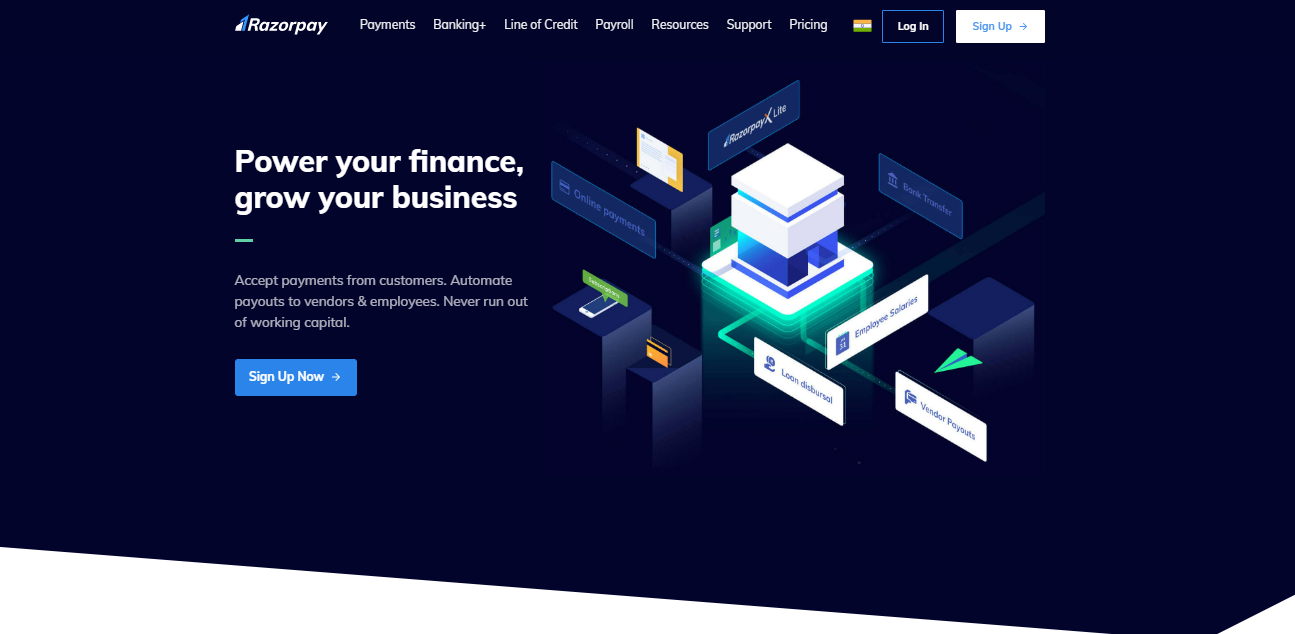 Razorpay
Payments
Banking+
Line of Credit
Payroll
Resources
Support
Pricing
Log In
Sign Up →
Power your finance,
grow your business
Accept payments from customers. Automate
payouts to vendors & employees. Never run out
of working capital.
Sign Up Now →
RazorpayX Lite
Online payments
Bank Transfer
Subscriptions
Employee Salaries
31
Loan disbursal
Vendor Payouts